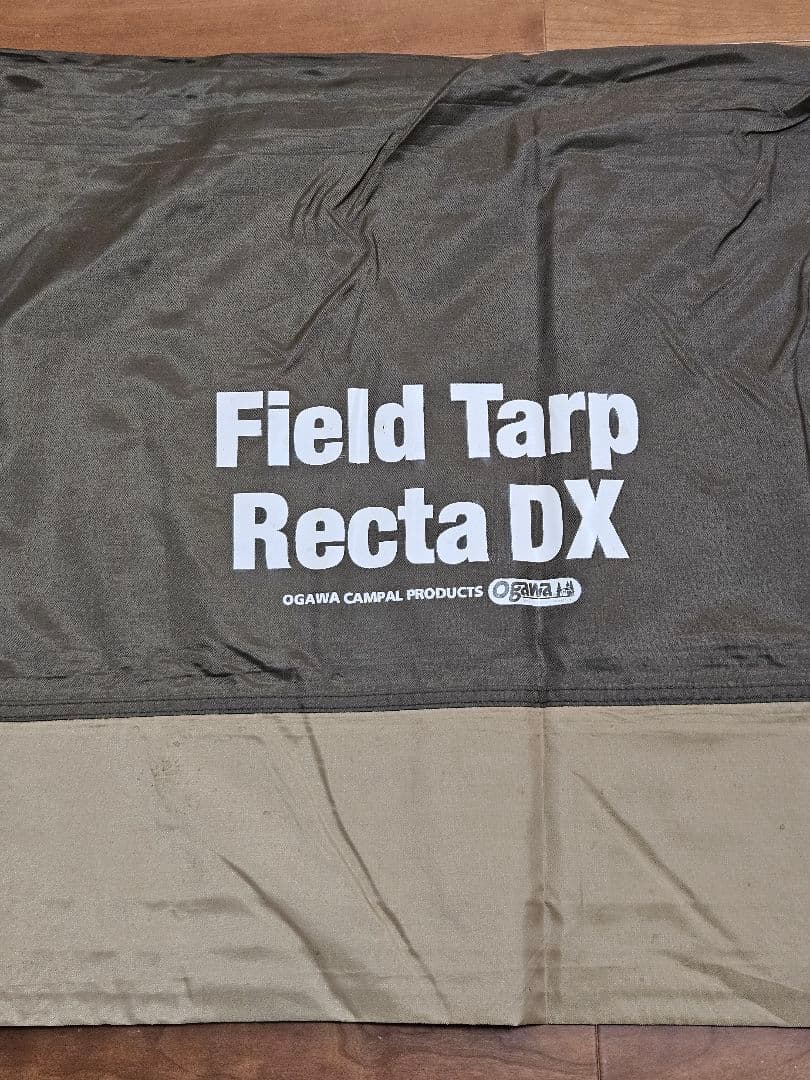 Field Tarp
Recta DX
OGAWA CAMPAL PRODUCTS Ogawa